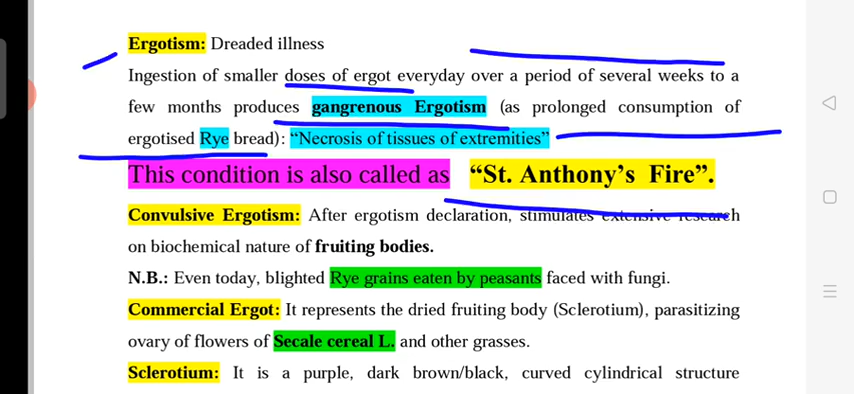 Ergotism: Dreaded illness
Ingestion of smaller doses of ergot everyday over a period of several weeks to a
few months produces gangrenous Ergotism (as prolonged consumption of
ergotised Rye bread): “Necrosis of tissues of extremities”
This condition is also called as “St. Anthony’s Fire”.
Convulsive Ergotism: After ergotism declaration, stimulates extensive research
on biochemical nature of fruiting bodies.
N.B.: Even today, blighted Rye grains eaten by peasants faced with fungi.
Commercial Ergot: It represents the dried fruiting body (Sclerotium), parasitizing
ovary of flowers of Secale cereal L. and other grasses.
Sclerotium: It is a purple, dark brown/black, curved cylindrical structure